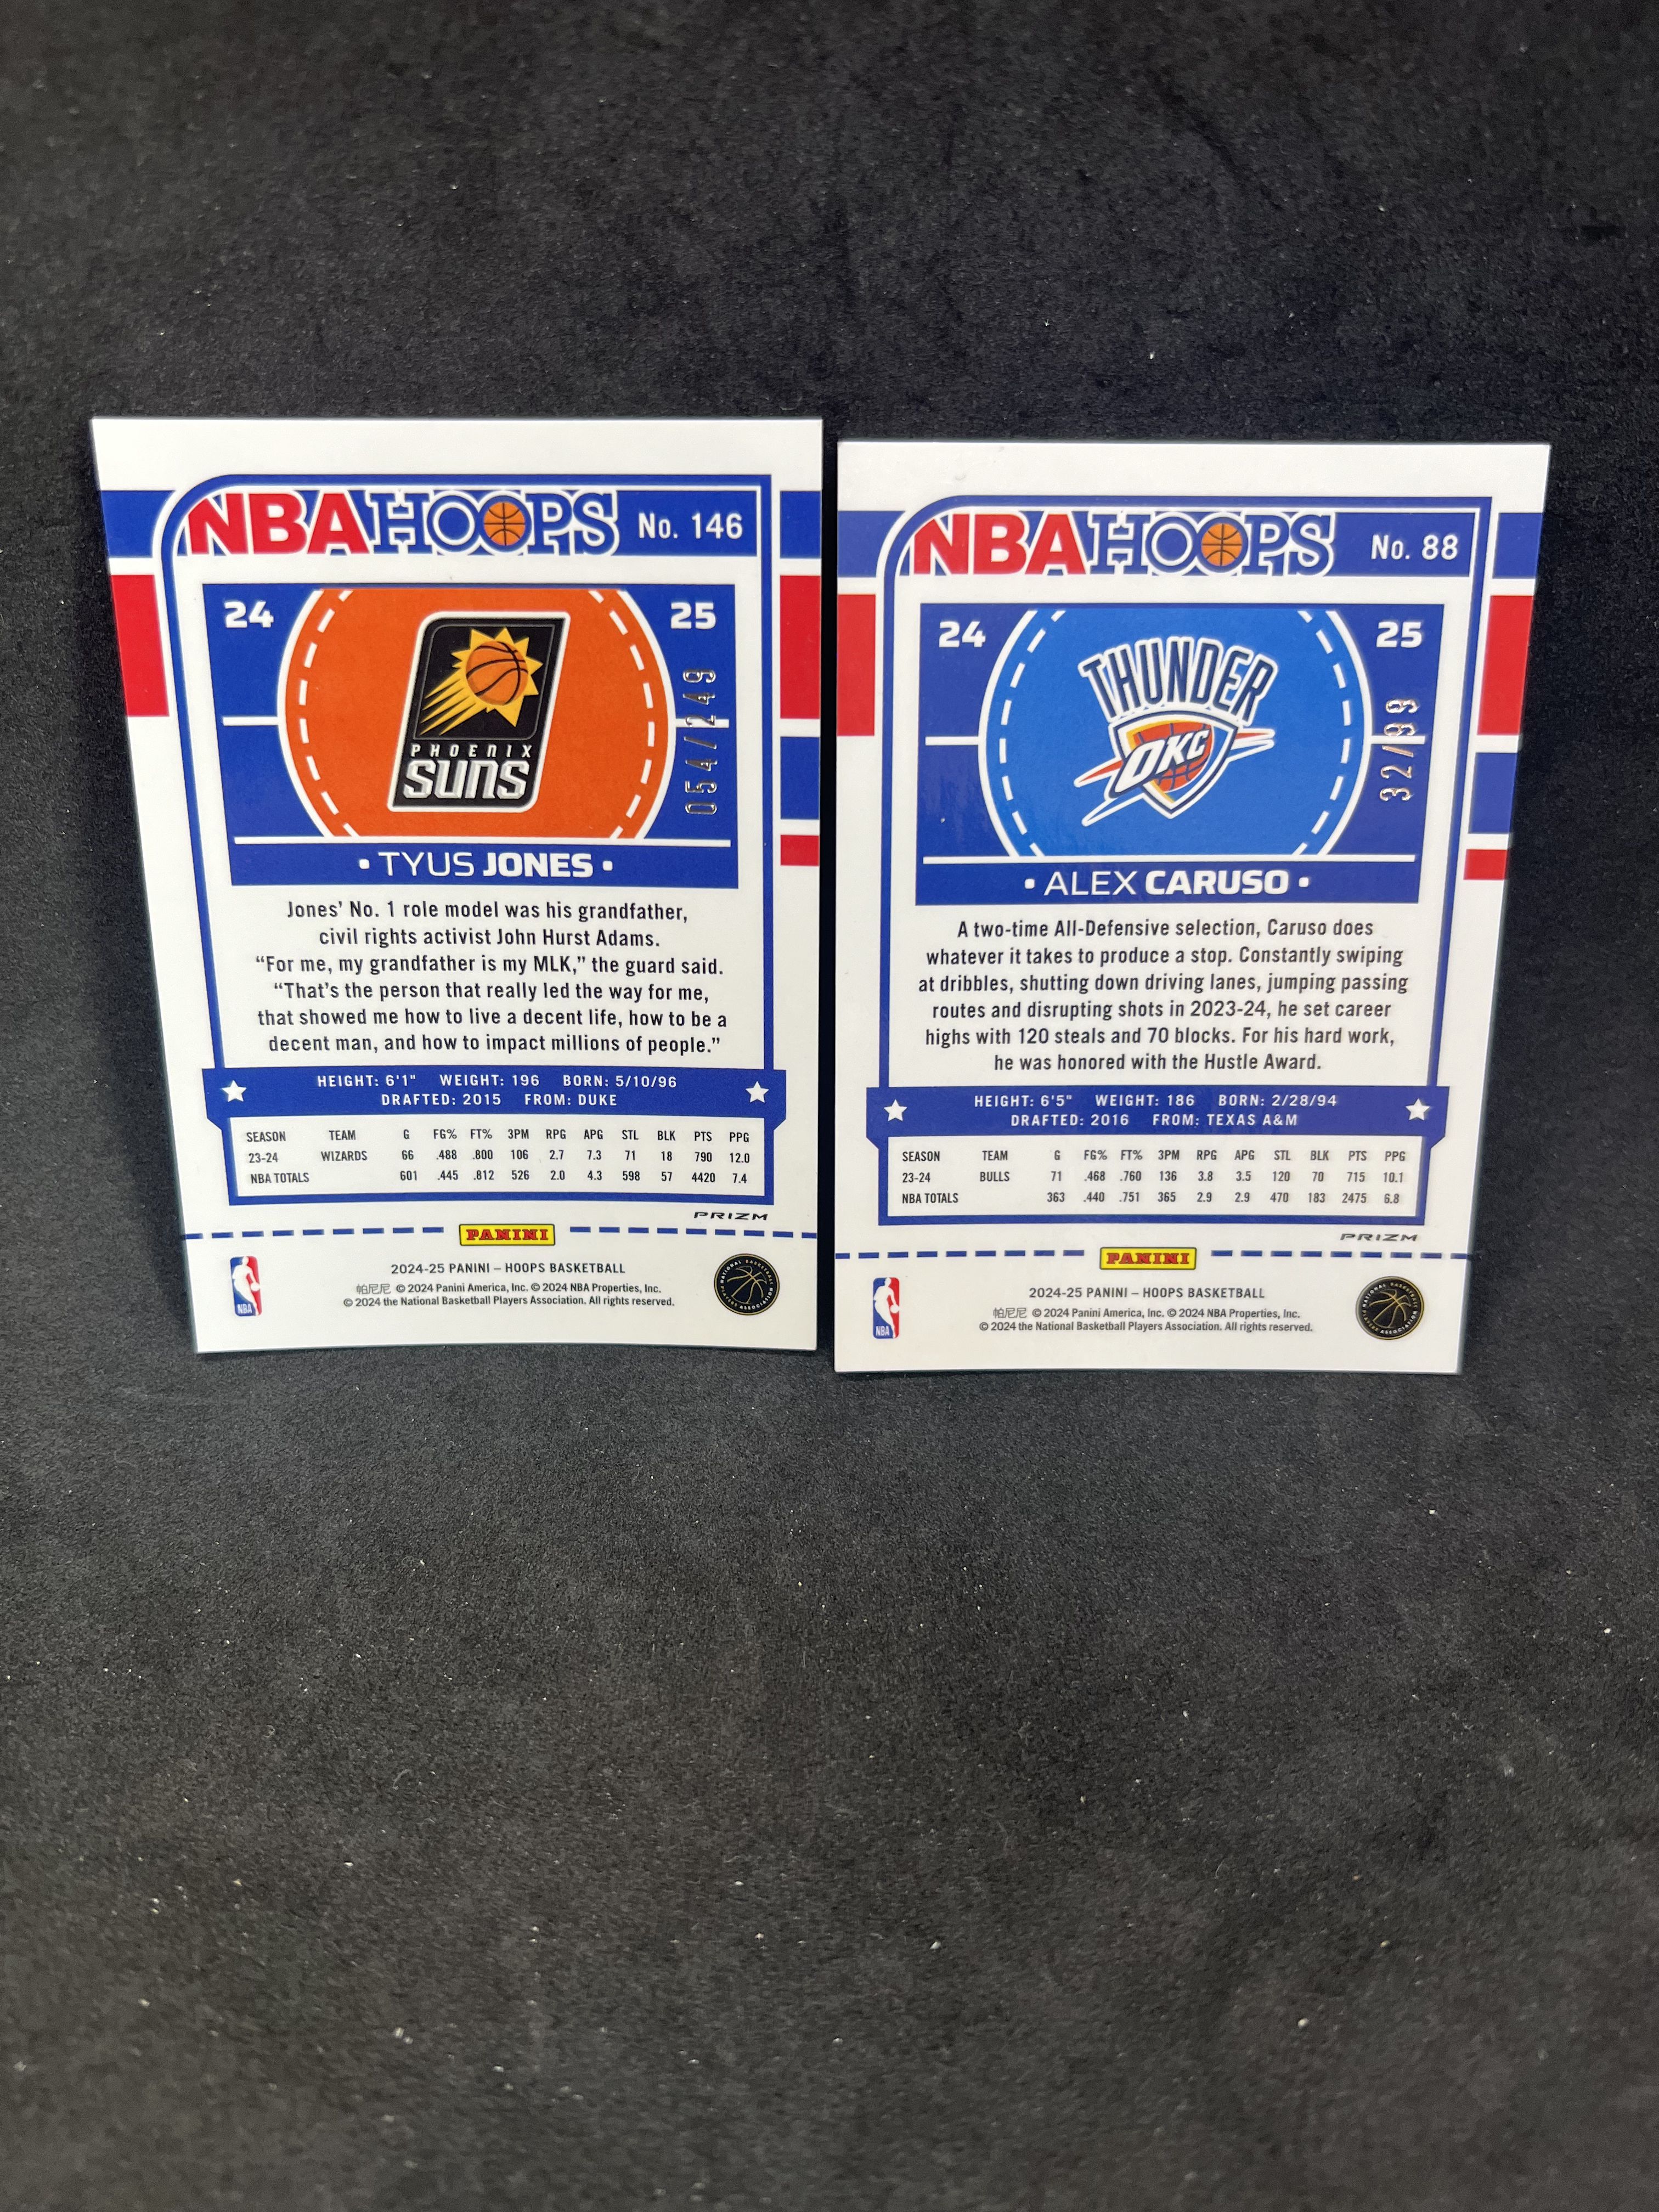 NBA HOOPS No. 146
24 25
PHOENIX
SUNS
054/249
• TYUS JONES •
Jones' No. 1 role model was his grandfather,
civil rights activist John Hurst Adams.
“For me, my grandfather is my MLK,” the guard said.
“That's the person that really led the way for me,
that showed me how to live a decent life, how to be a
decent man, and how to impact millions of people.”
HEIGHT: 6'1" WEIGHT: 196 BORN: 5/10/96
DRAFTED: 2015 FROM: DUKE
SEASON TEAM G FG% FT% 3PM RPG APG STL BLK PTS PPG
23-24 WIZARDS 66 .488 .800 106 2.7 7.3 71 18 790 12.0
NBA TOTALS 601 .445 .812 526 2.0 4.3 598 57 4420 7.4
PRIZM
PANINI
2024-25 PANINI – HOOPS BASKETBALL
帕尼尼 © 2024 Panini America, Inc. © 2024 NBA Properties, Inc.
© 2024 the National Basketball Players Association. All rights reserved.
NBA
NATIONAL BASKETBALL PLAYERS ASSOCIATION
NBA HOOPS No. 88
24 25
THUNDER
OKC
32/99
• ALEX CARUSO •
A two-time All-Defensive selection, Caruso does
whatever it takes to produce a stop. Constantly swiping
at dribbles, shutting down driving lanes, jumping passing
routes and disrupting shots in 2023-24, he set career
highs with 120 steals and 70 blocks. For his hard work,
he was honored with the Hustle Award.
HEIGHT: 6'5" WEIGHT: 186 BORN: 2/28/94
DRAFTED: 2016 FROM: TEXAS A&M
SEASON TEAM G FG% FT% 3PM RPG APG STL BLK PTS PPG
23-24 BULLS 71 .468 .760 136 3.8 3.5 120 70 715 10.1
NBA TOTALS 363 .440 .751 365 2.9 2.9 470 183 2475 6.8
PRIZM
PANINI
2024-25 PANINI – HOOPS BASKETBALL
帕尼尼 © 2024 Panini America, Inc. © 2024 NBA Properties, Inc.
© 2024 the National Basketball Players Association. All rights reserved.
NBA
NATIONAL BASKETBALL PLAYERS ASSOCIATION